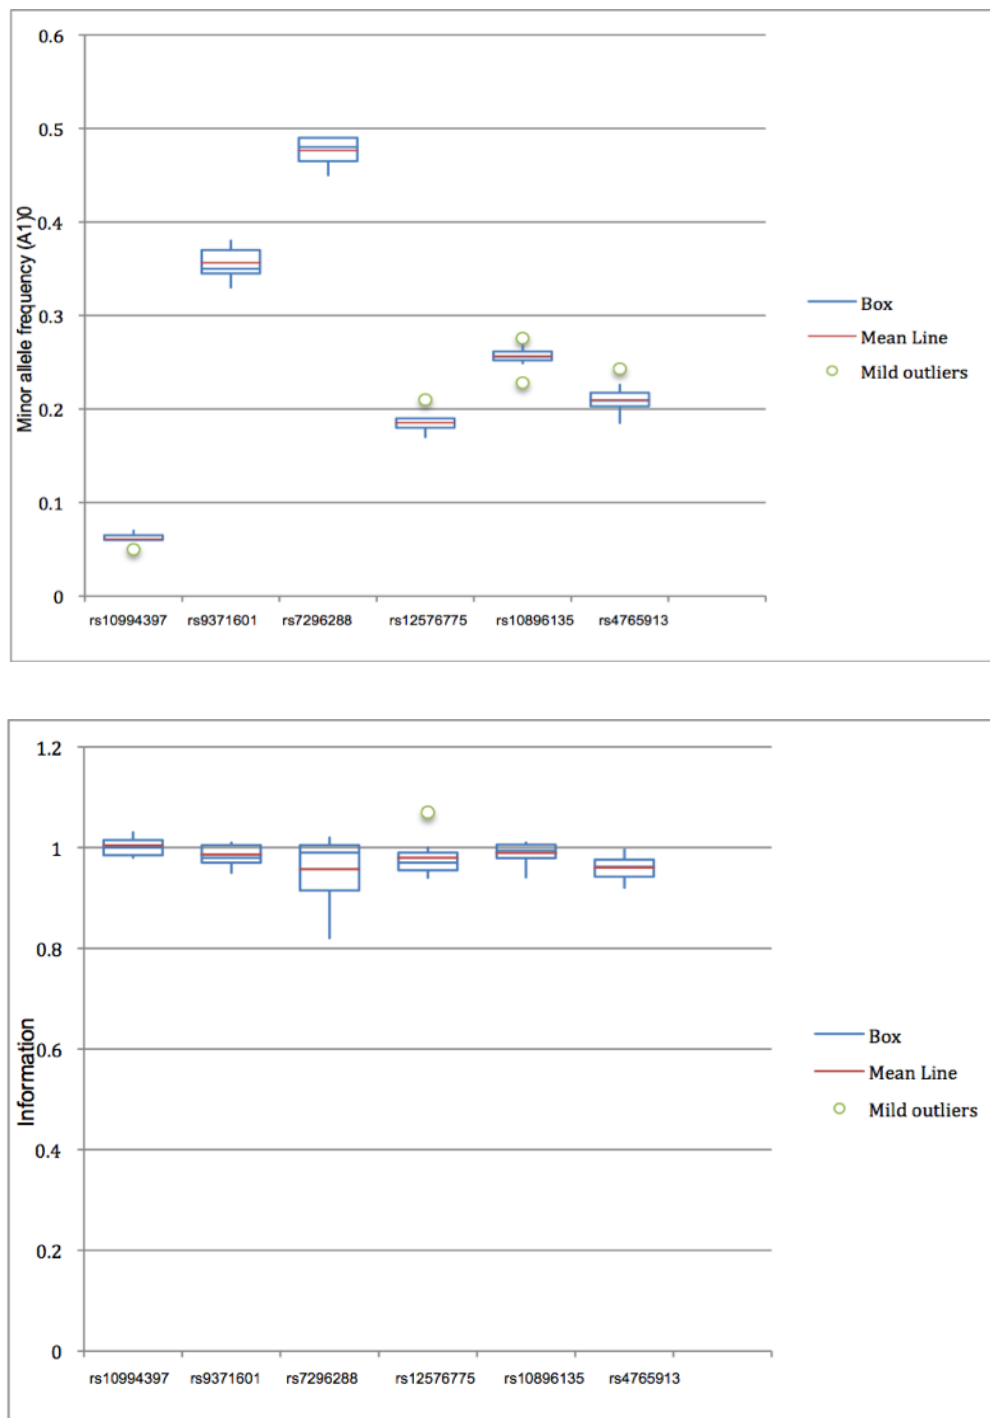 0.6
0.5
0.4
0.3
0.2
0.1
0
Minor allele frequency (A1)0
rs10994397 rs9371601 rs7296288 rs12576775 rs10896135 rs4765913
Box
Mean Line
Mild outliers
1.2
1
0.8
0.6
0.4
0.2
0
Information
rs10994397 rs9371601 rs7296288 rs12576775 rs10896135 rs4765913
Box
Mean Line
Mild outliers